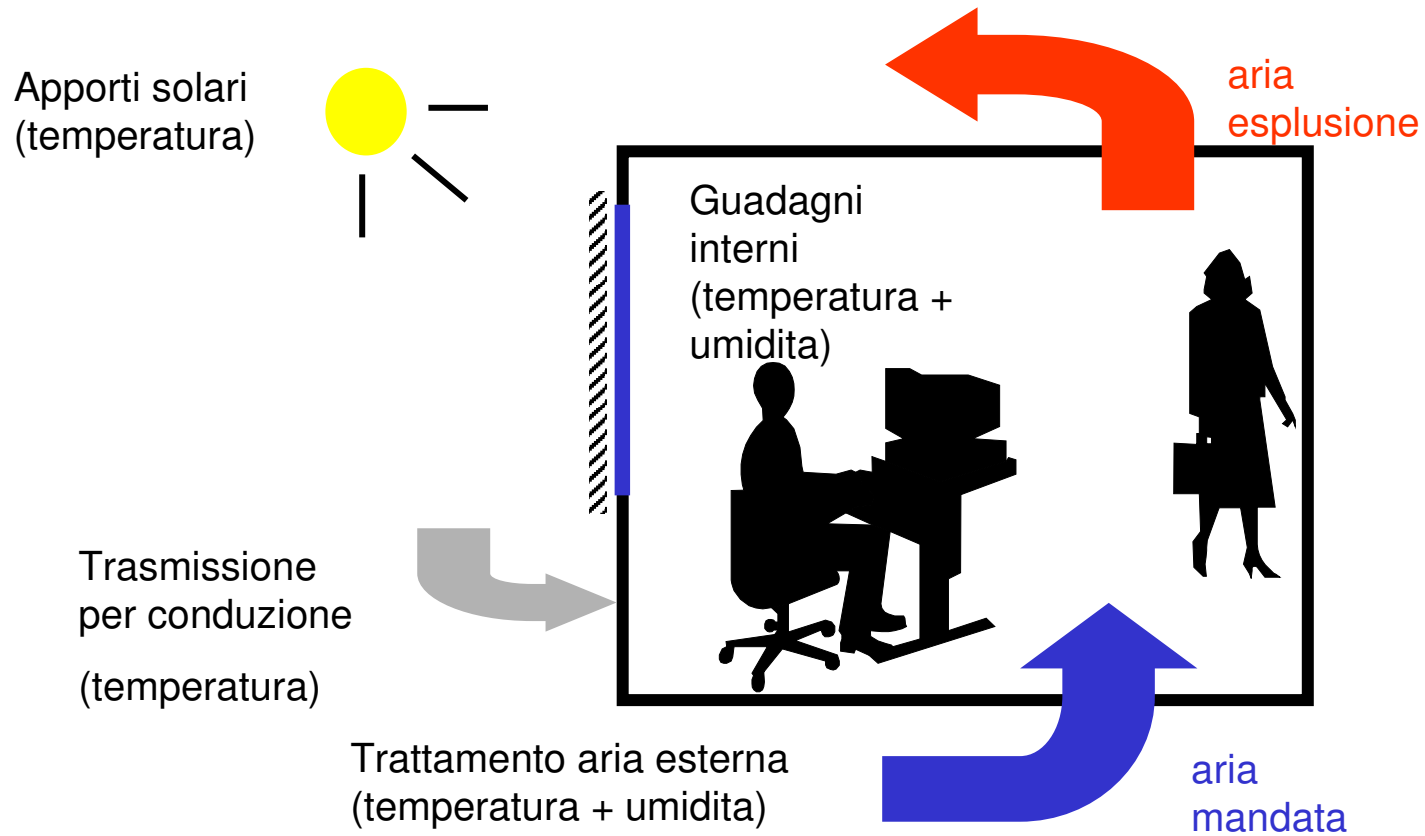 Apporti solari
(temperatura)
aria
esplusione
Guadagni
interni
(temperatura +
umidita)
Trasmissione
per conduzione
(temperatura)
Trattamento aria esterna
(temperatura + umidita)
aria
mandata